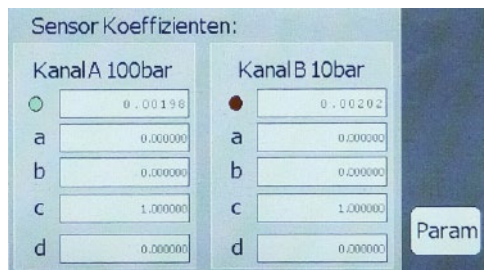 Sensor Koeffizienten:
Kanal A 100bar
0.00198
a 0.000000
b 0.000000
c 1.000000
d 0.000000
Kanal B 10bar
0.00202
a 0.000000
b 0.000000
c 1.000000
d 0.000000
Param